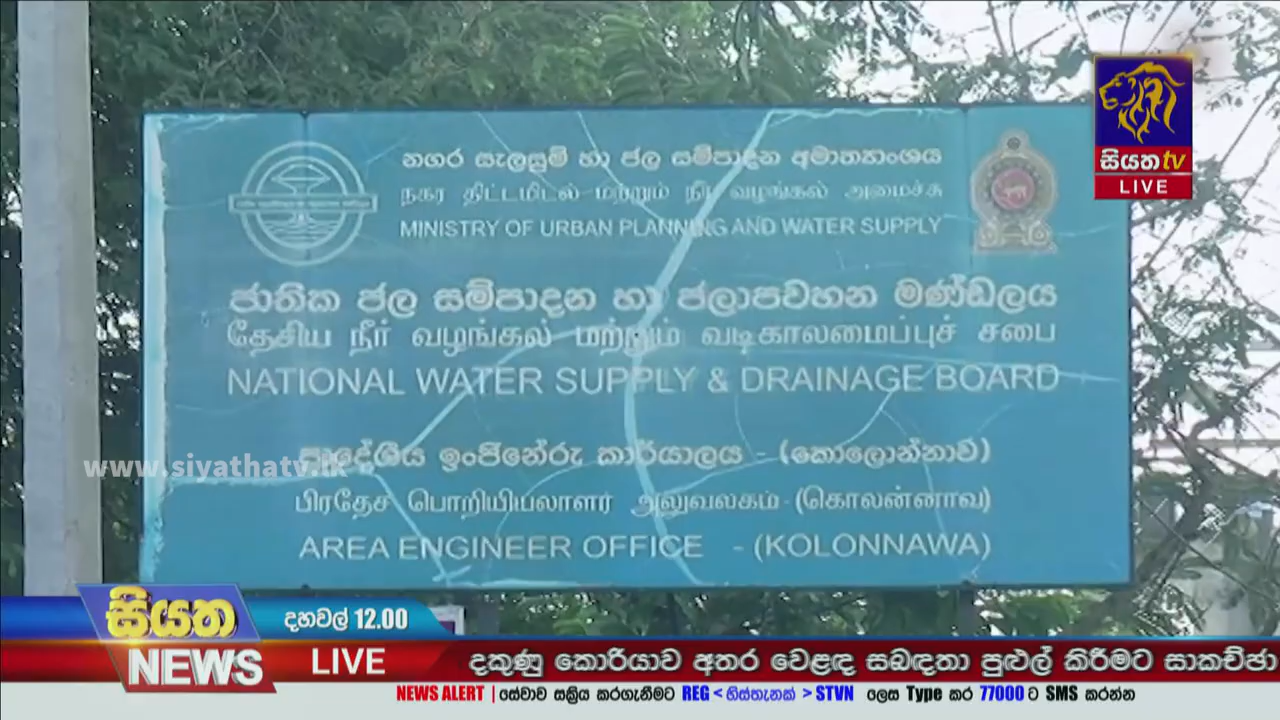 සියත tv
LIVE
නගර සැලසුම් හා ජල සම්පාදන අමාත්‍යාංශය
நகர திட்டமிடல் மற்றும் நீர் வழங்கல் அமைச்சு
MINISTRY OF URBAN PLANNING AND WATER SUPPLY
ජාතික ජල සම්පාදන හා ජලාපවහන මණ්ඩලය
தேசிய நீர் வழங்கல் மற்றும் வடிகாலமைப்புச் சபை
NATIONAL WATER SUPPLY & DRAINAGE BOARD
ප්‍රාදේශීය ඉංජිනේරු කාර්යාලය - (කොලොන්නාව)
www.siyathatv.lk
பிரதேச பொறியியலாளர் அலுவலகம் - (கொலன்னாவ)
AREA ENGINEER OFFICE - (KOLONNAWA)
සියත දහවල් 12.00
NEWS LIVE දකුණු කොරියාව අතර වෙළඳ සබඳතා පුළුල් කිරීමට සාකච්ඡා
NEWS ALERT | සේවාව සක්‍රිය කරගැනීමට REG < හිස්තැනක් > STVN ලෙස Type කර 77000 ට SMS කරන්න